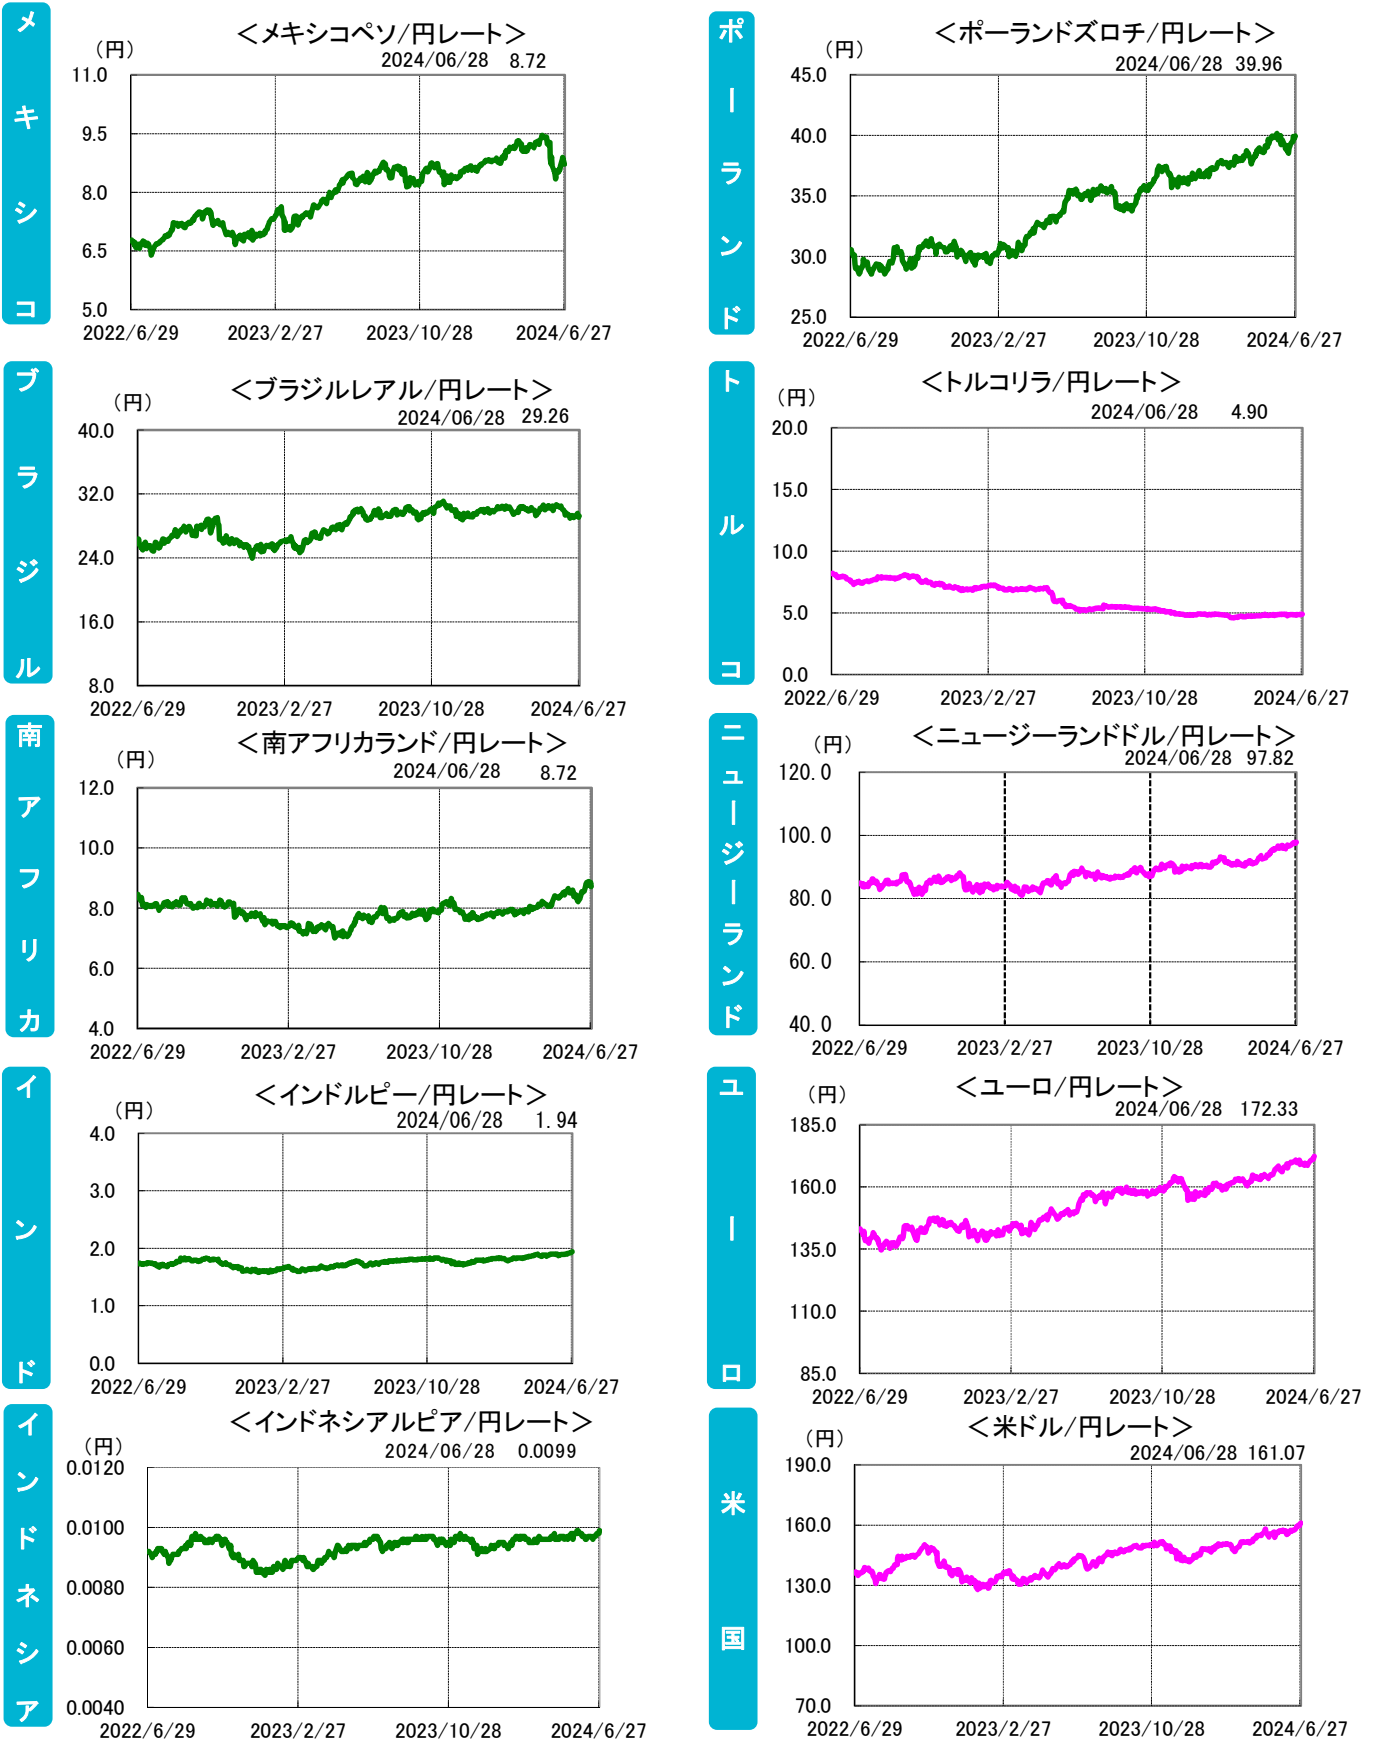 メキシコ
＜メキシコペソ/円レート＞
（円）
2024/06/28 8.72
11.0
9.5
8.0
6.5
5.0
2022/6/29 2023/2/27 2023/10/28 2024/6/27
ポーランド
＜ポーランドズロチ/円レート＞
（円）
2024/06/28 39.96
45.0
40.0
35.0
30.0
25.0
2022/6/29 2023/2/27 2023/10/28 2024/6/27
ブラジル
＜ブラジルレアル/円レート＞
（円）
2024/06/28 29.26
40.0
32.0
24.0
16.0
8.0
2022/6/29 2023/2/27 2023/10/28 2024/6/27
トルコ
＜トルコリラ/円レート＞
（円）
2024/06/28 4.90
20.0
15.0
10.0
5.0
0.0
2022/6/29 2023/2/27 2023/10/28 2024/6/27
南アフリカ
＜南アフリカランド/円レート＞
（円）
2024/06/28 8.72
12.0
10.0
8.0
6.0
4.0
2022/6/29 2023/2/27 2023/10/28 2024/6/27
ニュージーランド
＜ニュージーランドドル/円レート＞
（円）
2024/06/28 97.82
120.0
100.0
80.0
60.0
40.0
2022/6/29 2023/2/27 2023/10/28 2024/6/27
インド
＜インドルピー/円レート＞
（円）
2024/06/28 1.94
4.0
3.0
2.0
1.0
0.0
2022/6/29 2023/2/27 2023/10/28 2024/6/27
ユーロ
＜ユーロ/円レート＞
（円）
2024/06/28 172.33
185.0
160.0
135.0
110.0
85.0
2022/6/29 2023/2/27 2023/10/28 2024/6/27
インドネシア
＜インドネシアルピア/円レート＞
（円）
2024/06/28 0.0099
0.0120
0.0100
0.0080
0.0060
0.0040
2022/6/29 2023/2/27 2023/10/28 2024/6/27
米国
＜米ドル/円レート＞
（円）
2024/06/28 161.07
190.0
160.0
130.0
100.0
70.0
2022/6/29 2023/2/27 2023/10/28 2024/6/27